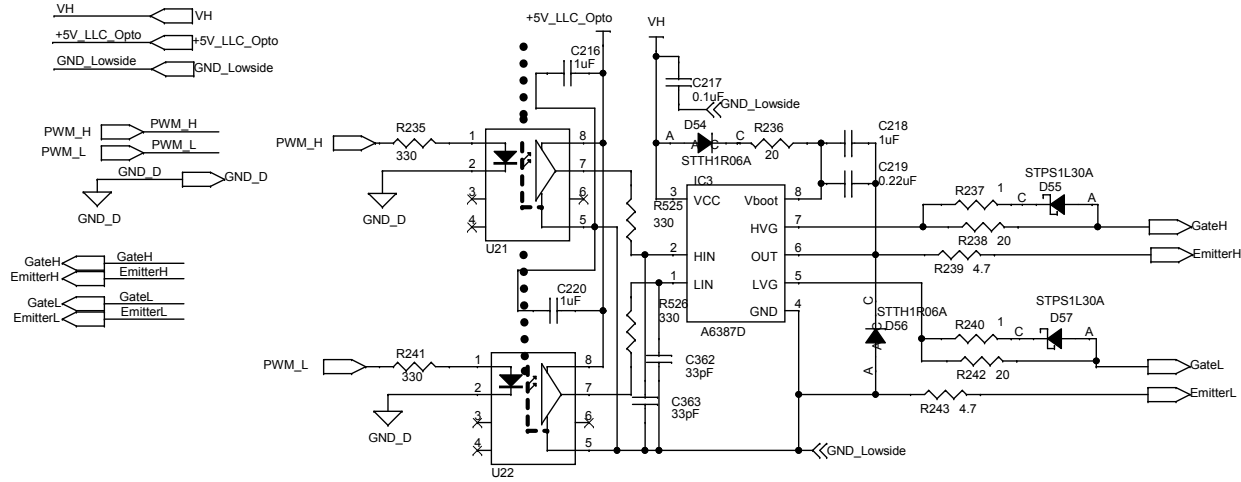 VH
VH
+5V_LLC_Opto
+5V_LLC_Opto
GND_Lowside
GND_Lowside
PWM_H
PWM_H
PWM_L
PWM_L
GND_D
GND_D
GND_D
GateH
GateH
EmitterH
EmitterH
GateL
GateL
EmitterL
EmitterL
+5V_LLC_Opto
C216
1uF
PWM_H
R235
330
1
2
3
4
8
7
6
5
U21
GND_D
R525
330
C220
1uF
R526
330
PWM_L
R241
330
1
2
3
4
8
7
6
5
U22
GND_D
C362
33pF
C363
33pF
VH
C217
0.1uF
GND_Lowside
D54
A
A C
C
STTH1R06A
R236
20
C218
1uF
C219
0.22uF
IC3
3
VCC
Vboot
8
HVG
7
2
HIN
OUT
6
1
LIN
LVG
5
GND
4
A6387D
STTH1R06A
D56
C
A C
A
R237
1
C
STPS1L30A
D55
A
R238
20
GateH
R239
4.7
EmitterH
R240
1
C
STPS1L30A
D57
A
R242
20
GateL
R243
4.7
EmitterL
GND_Lowside